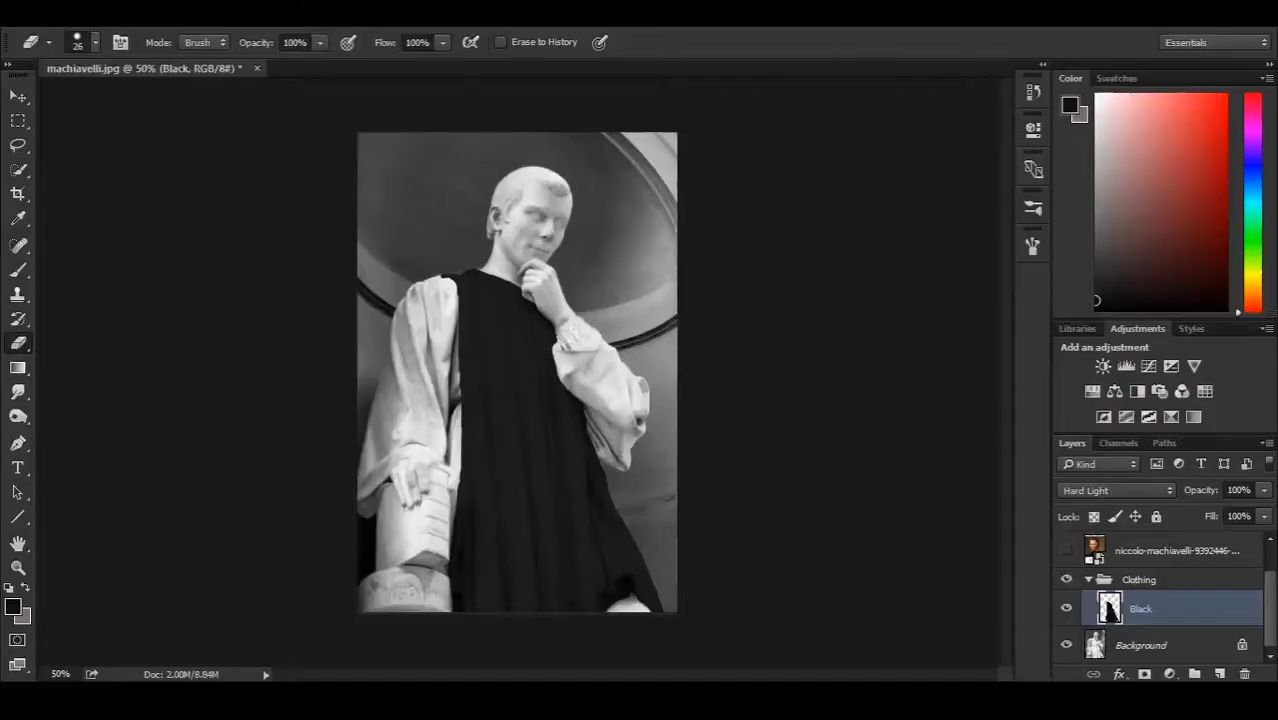 26
Mode: Brush Opacity: 100% Flow: 100% Erase to History Essentials
machiavelli.jpg @ 50% (Black, RGB/8#) * ×
Color Swatches
Libraries Adjustments Styles
Add an adjustment
Layers Channels Paths
Kind
Hard Light Opacity: 100%
Lock: Fill: 100%
niccolo-machiavelli-9392446-...
Clothing
Black
Background
50% Doc: 2.00M/8.84M